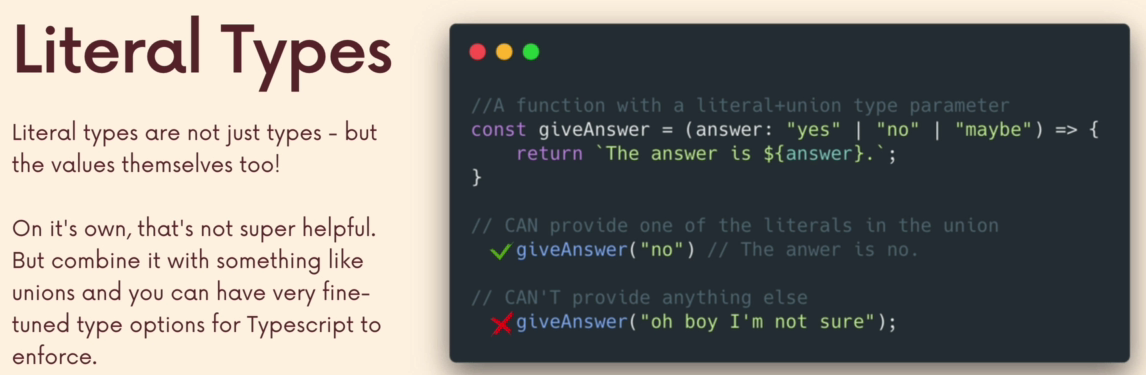 Literal Types
Literal types are not just types - but
the values themselves too!
On it's own, that's not super helpful.
But combine it with something like
unions and you can have very fine-
tuned type options for Typescript to
enforce.
//A function with a literal+union type parameter
const giveAnswer = (answer: "yes" | "no" | "maybe") => {
    return `The answer is ${answer}.`;
}
// CAN provide one of the literals in the union
giveAnswer("no") // The anwer is no.
// CAN'T provide anything else
giveAnswer("oh boy I'm not sure");